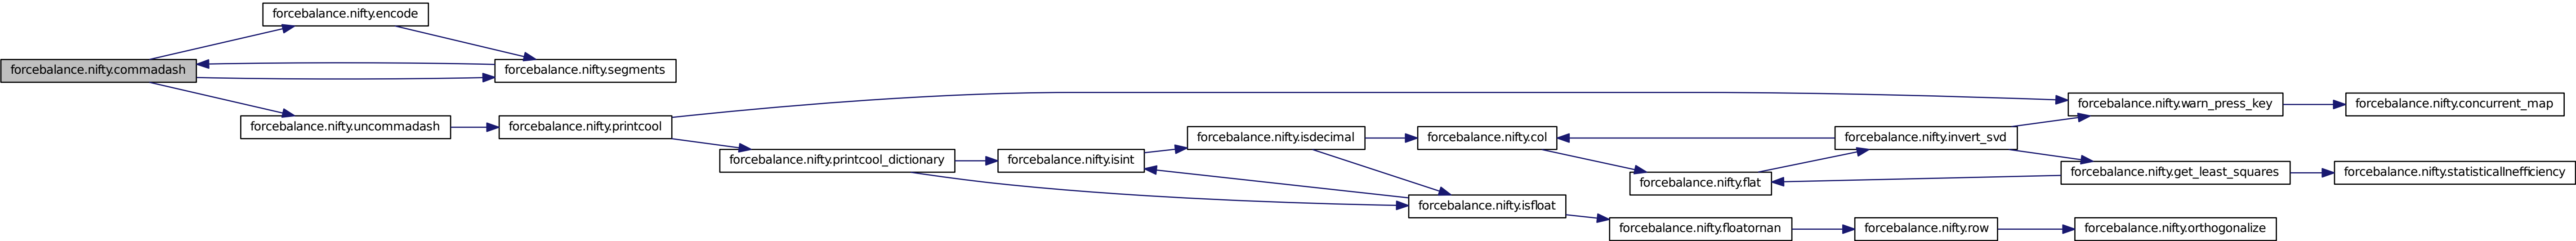 forcebalance.nifty.commadash
forcebalance.nifty.encode
forcebalance.nifty.segments
forcebalance.nifty.uncommadash
forcebalance.nifty.printcool
forcebalance.nifty.printcool_dictionary
forcebalance.nifty.isint
forcebalance.nifty.isdecimal
forcebalance.nifty.isfloat
forcebalance.nifty.col
forcebalance.nifty.flat
forcebalance.nifty.floatornan
forcebalance.nifty.invert_svd
forcebalance.nifty.row
forcebalance.nifty.warn_press_key
forcebalance.nifty.get_least_squares
forcebalance.nifty.orthogonalize
forcebalance.nifty.concurrent_map
forcebalance.nifty.statisticalInefficiency